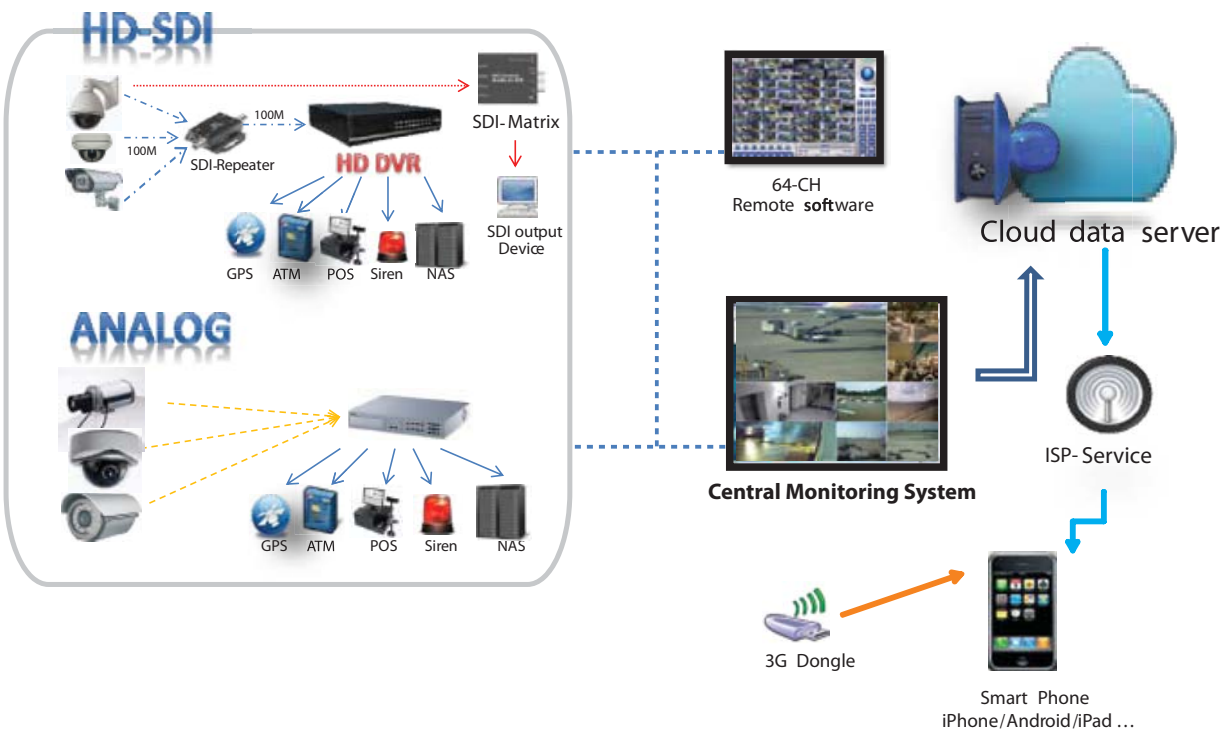 HD-SDI
100M
100M
SDI-Repeater
HD DVR
SDI-Matrix
SDI output
Device
GPS
ATM
POS
Siren
NAS
ANALOG
GPS
ATM
POS
Siren
NAS
64-CH
Remote software
Central Monitoring System
Cloud data server
ISP-Service
3G Dongle
Smart Phone
iPhone/Android/iPad ...